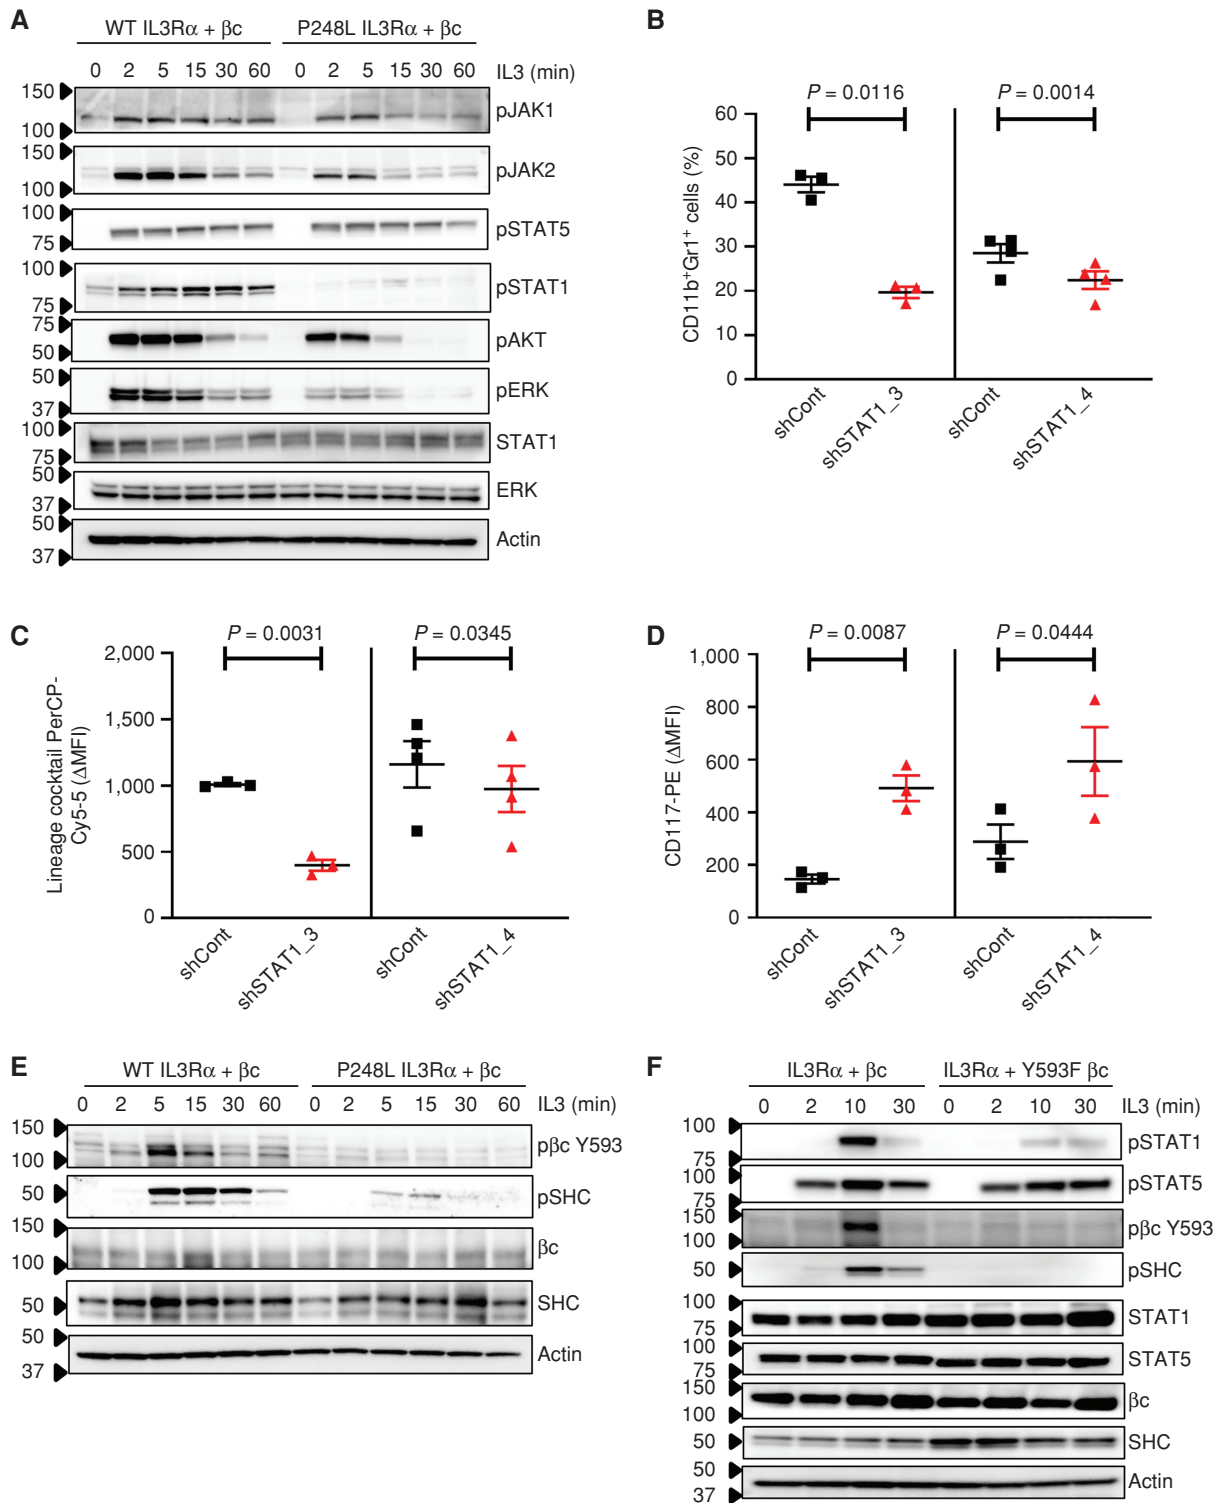 A
WT IL3Rα + βc P248L IL3Rα + βc
0 2 5 15 30 60 0 2 5 15 30 60 IL3 (min)
150
100
pJAK1
150
100
pJAK2
100
75
pSTAT5
100
75
pSTAT1
75
50
pAKT
50
37
pERK
100
75
STAT1
50
37
ERK
50
37
Actin
B
P = 0.0116 P = 0.0014
CD11b+Gr1+ cells (%)
60
50
40
30
20
10
0
shCont shSTAT1_3 shCont shSTAT1_4
C
P = 0.0031 P = 0.0345
Lineage cocktail PerCP-
Cy5-5 (ΔMFI)
2,000
1,500
1,000
500
0
shCont shSTAT1_3 shCont shSTAT1_4
D
P = 0.0087 P = 0.0444
CD117-PE (ΔMFI)
1,000
800
600
400
200
0
shCont shSTAT1_3 shCont shSTAT1_4
E
WT IL3Rα + βc P248L IL3Rα + βc
0 2 5 15 30 60 0 2 5 15 30 60 IL3 (min)
150
100
pβc Y593
50
pSHC
150
100
βc
50
SHC
50
37
Actin
F
IL3Rα + βc IL3Rα + Y593F βc
0 2 10 30 0 2 10 30 IL3 (min)
100
75
pSTAT1
100
75
pSTAT5
150
100
pβc Y593
50
pSHC
100
75
STAT1
100
75
STAT5
150
100
βc
50
SHC
50
37
Actin